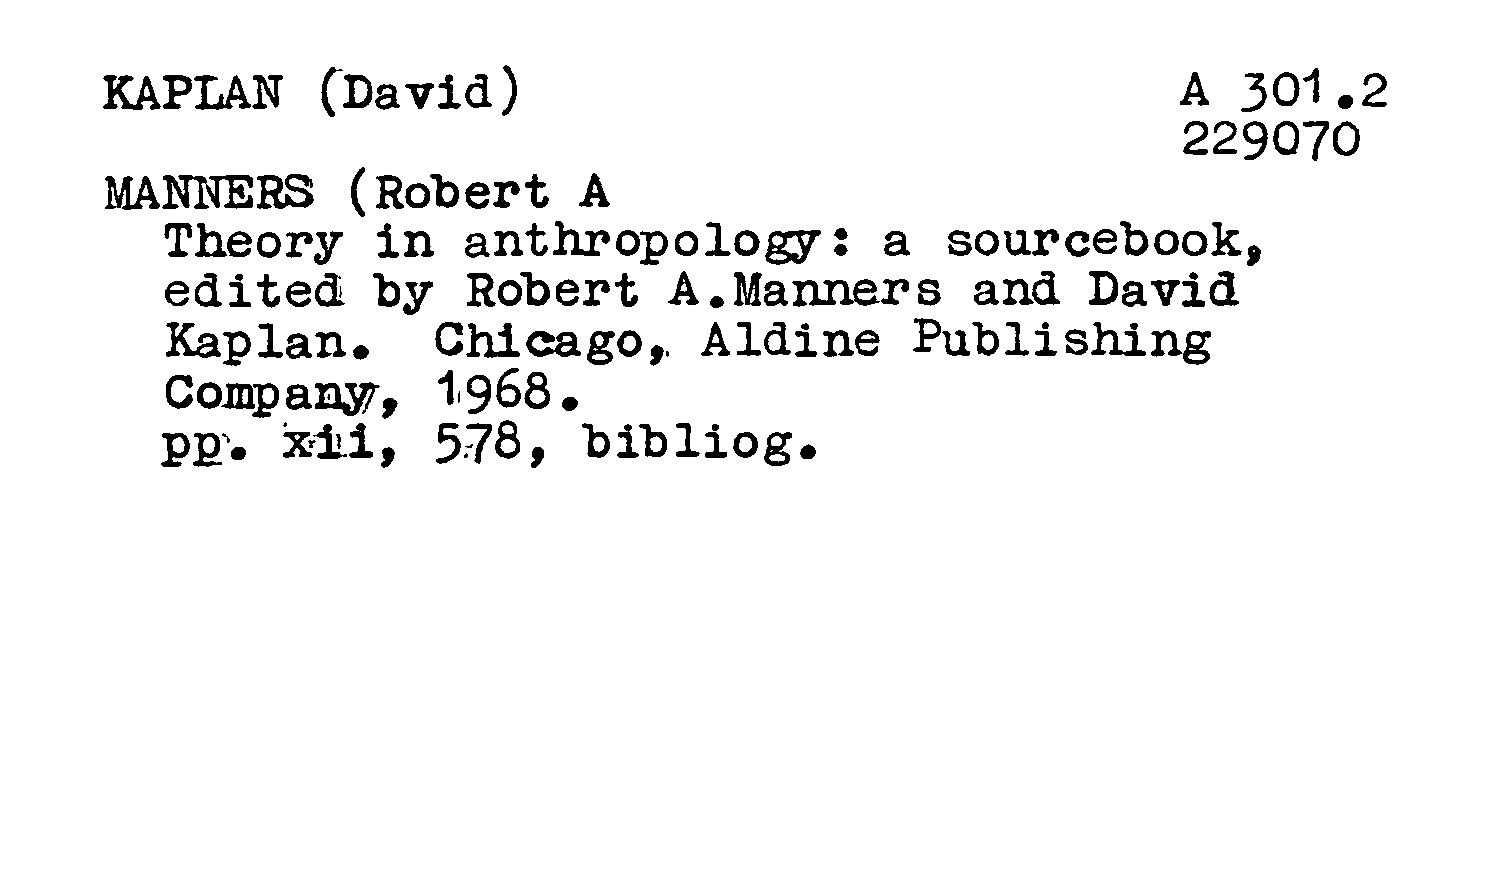 KAPLAN (David)
A 301.2
229070
MANNERS (Robert A
Theory in anthropology: a sourcebook,
edited by Robert A.Manners and David
Kaplan. Chicago, Aldine Publishing
Company, 1968.
pp. xii, 578, bibliog.